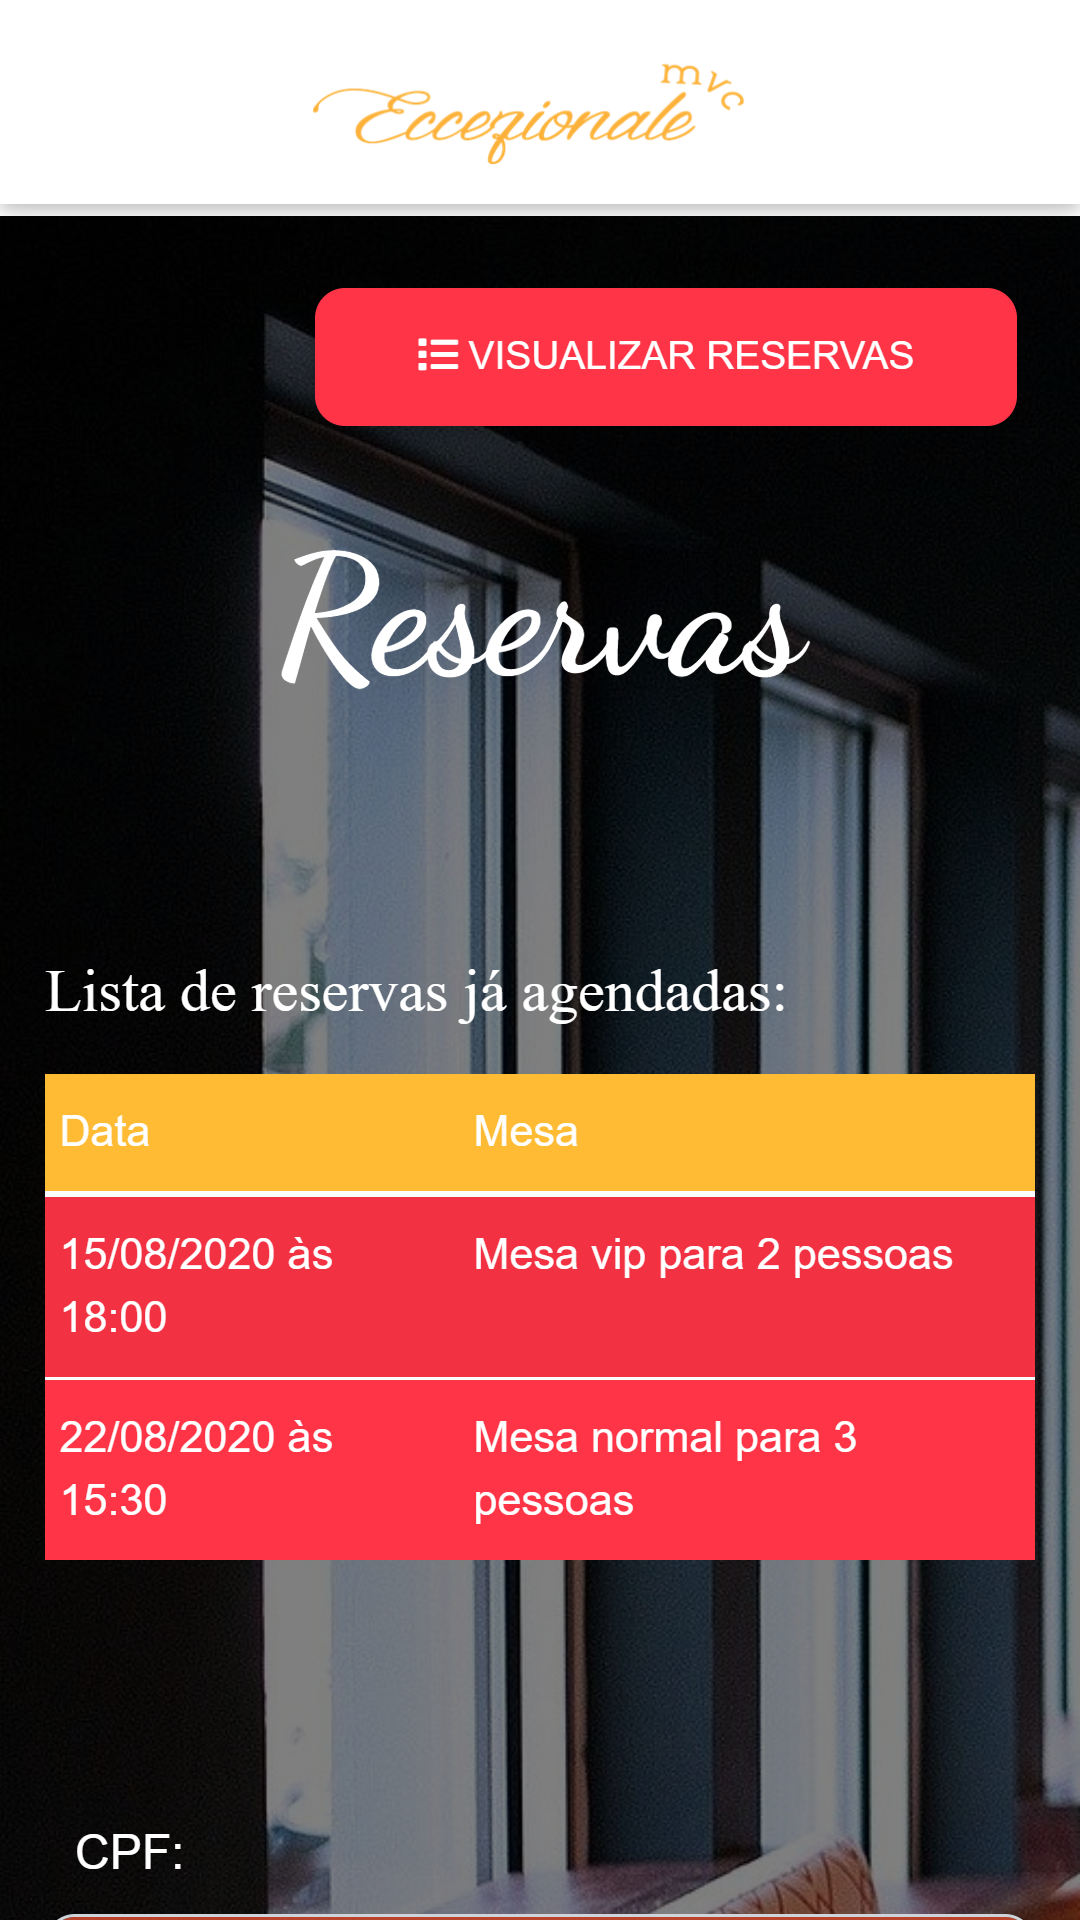 mvc
Eccezionale
VISUALIZAR RESERVAS
Reservas
Lista de reservas já agendadas:
Data Mesa
15/08/2020 às 18:00 Mesa vip para 2 pessoas
22/08/2020 às 15:30 Mesa normal para 3 pessoas
CPF: